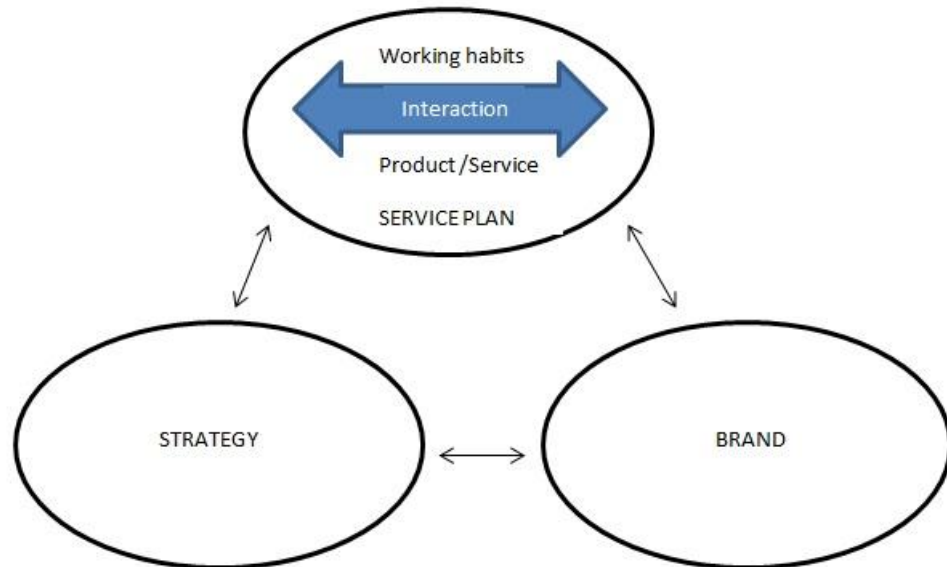 Working habits
Interaction
Product /Service
SERVICE PLAN
STRATEGY
BRAND